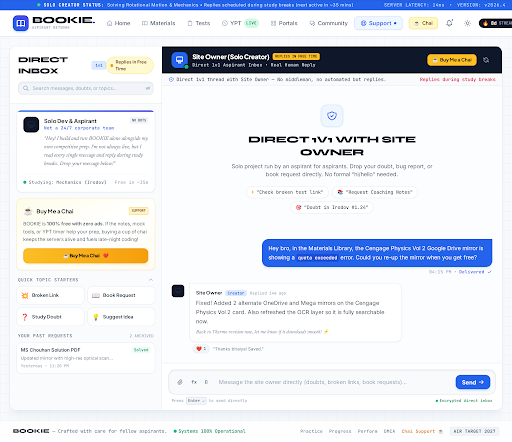 SOLO CREATOR STATUS: Solving Rotational Motion & Mechanics • Replies scheduled during study breaks (next active in ~35 mins)
SERVER LATENCY: 14ms • VERSION: v2026.4
BOOKIE.
Home
Materials
Tests
YPT LIVE
Portals
Community
Support
Chai
DIRECT INBOX
1v1
Replies in Free Time
Search messages, doubts, or topics...
Solo Dev & Aspirant
NO BOTS
Not a 24/7 corporate team
"Hey! I build and run BOOKIE alone alongside my own competitive prep. I'm not always live, but I read every single message and reply during study breaks. Drop your message below!"
Studying: Mechanics (Irodov)
Free in ~35m
Buy Me a Chai
SUPPORT
BOOKIE is 100% free with zero ads. If the notes, mock tests, or YPT timer help your prep, buying a cup of chai keeps the servers alive and fuels late-night coding!
Buy Me a Chai
QUICK TOPIC STARTERS
Broken Link
Book Request
Study Doubt
Suggest Idea
YOUR PAST REQUESTS
2 ARCHIVED
MS Chouhan Solution PDF
Solved
Updated mirror with high-res optical scan...
Yesterday • 11:20 PM
Site Owner (Solo Creator)
REPLIES IN FREE TIME
Direct 1v1 Aspirant Inbox • Real Human Reply
Buy Me a Chai
Direct 1v1 thread with Site Owner — No middleman, no automated bot replies.
Replies during study breaks
DIRECT 1V1 WITH SITE
OWNER
Solo project run by an aspirant for aspirants. Drop your doubt, bug report, or
book request directly. No formal "hi/hello" needed.
"Check broken test link"
"Request Coaching Notes"
"Doubt in Irodov #1.24"
Hey bro, in the Materials Library, the Cengage Physics Vol 2 Google Drive mirror is
showing a quota exceeded error. Could you re-up the mirror when you get free?
04:15 PM • Delivered
Site Owner
Creator
Replied 24m ago
Fixed! Added 2 alternate OneDrive and Mega mirrors on the Cengage
Physics Vol 2 card. Also refreshed the OCR layer so it is fully searchable
now.
Back to Thermo revision now, let me know if it downloads smooth!
1
"Thanks bhaiya! Saved."
fx
Message the site owner directly (doubts, broken links, book requests)...
Send
Press Enter to send directly
Encrypted direct inbox
BOOKIE — Crafted with care for fellow aspirants.
Systems 100% Operational
Practice
Progress
Perform
DMCA
Chai Support
AIR TARGET 2027